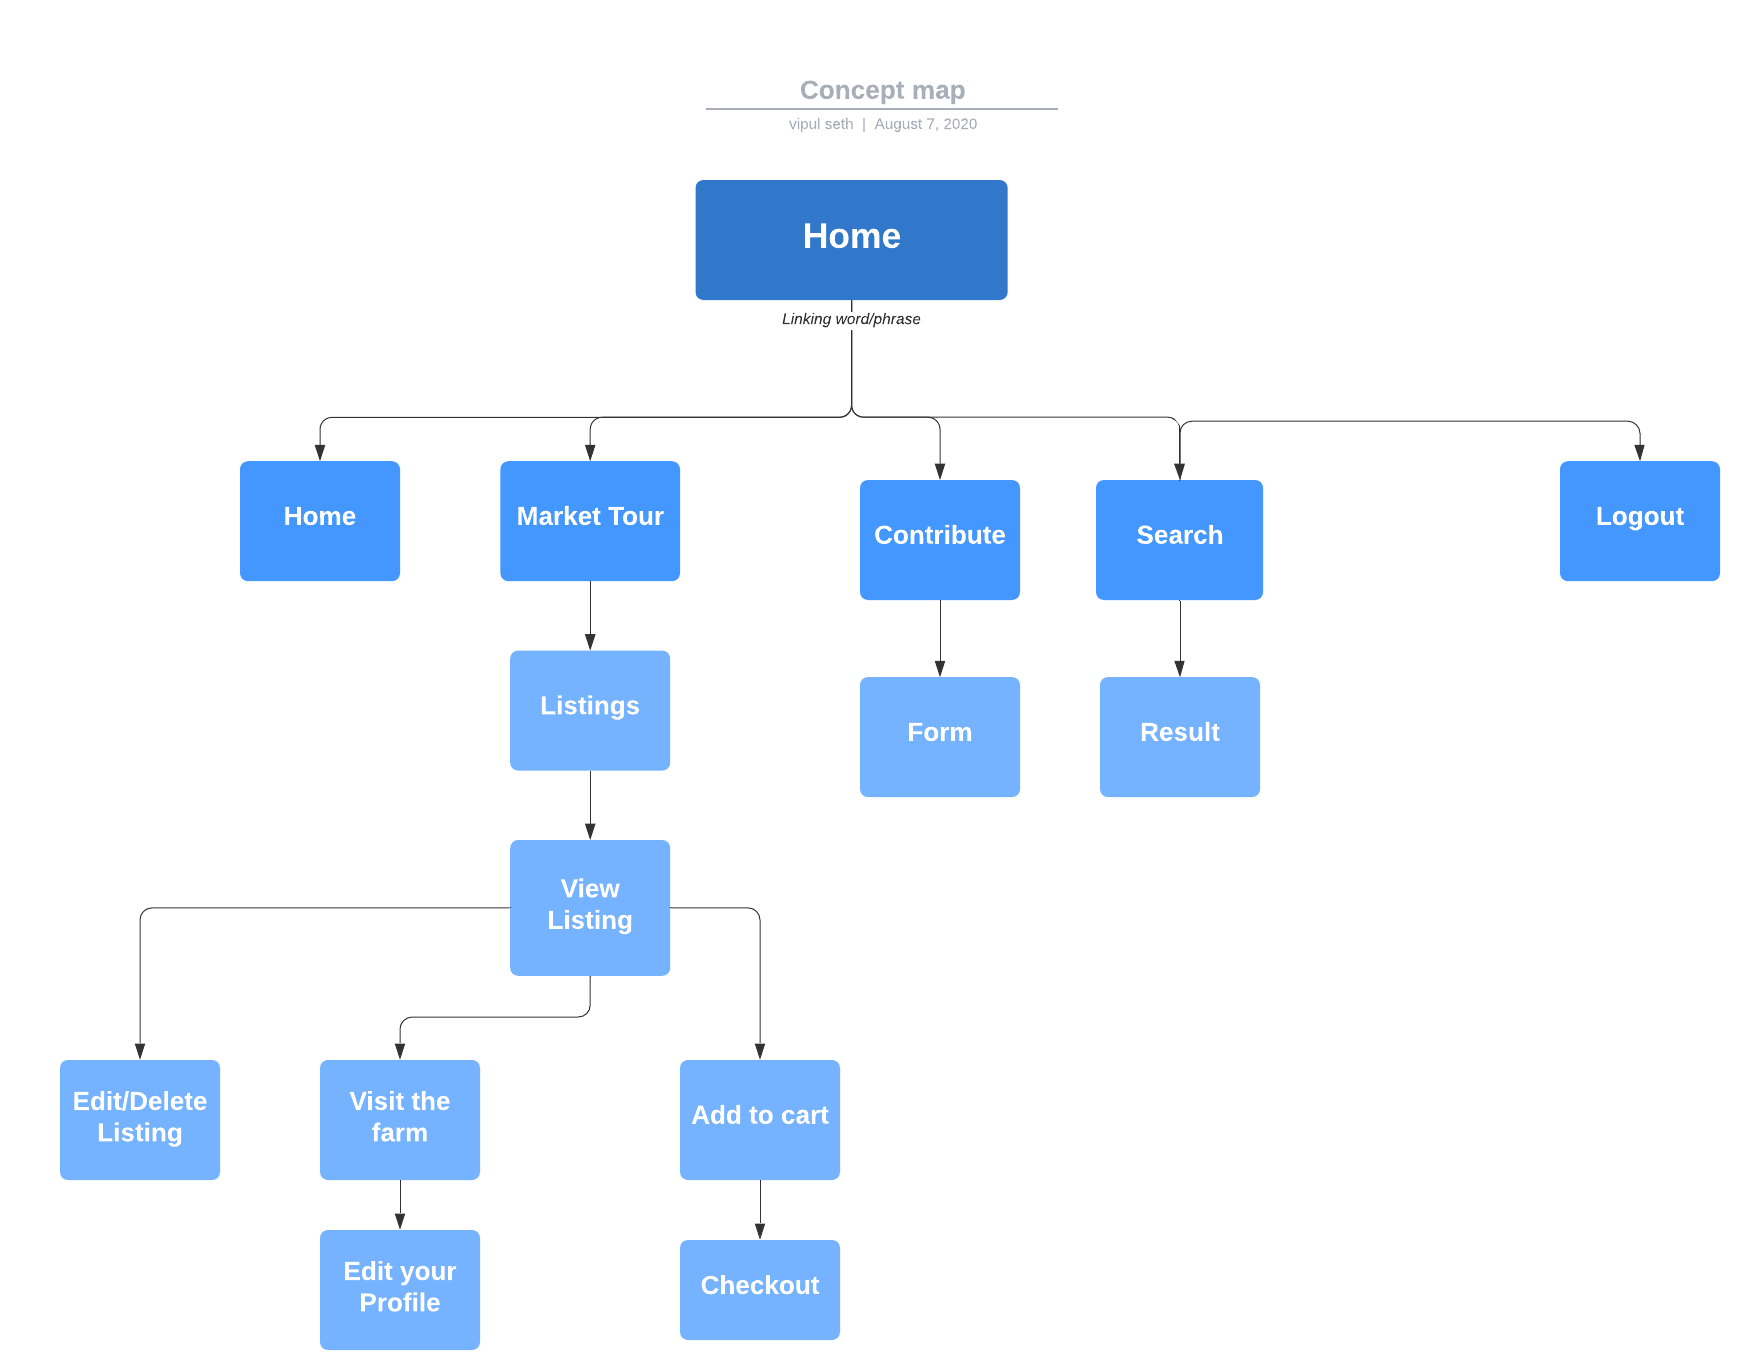 Concept map
vipul seth | August 7, 2020
Home
Linking word/phrase
Home
Market Tour
Contribute
Search
Logout
Listings
Form
Result
View
Listing
Edit/Delete
Listing
Visit the
farm
Add to cart
Edit your
Profile
Checkout